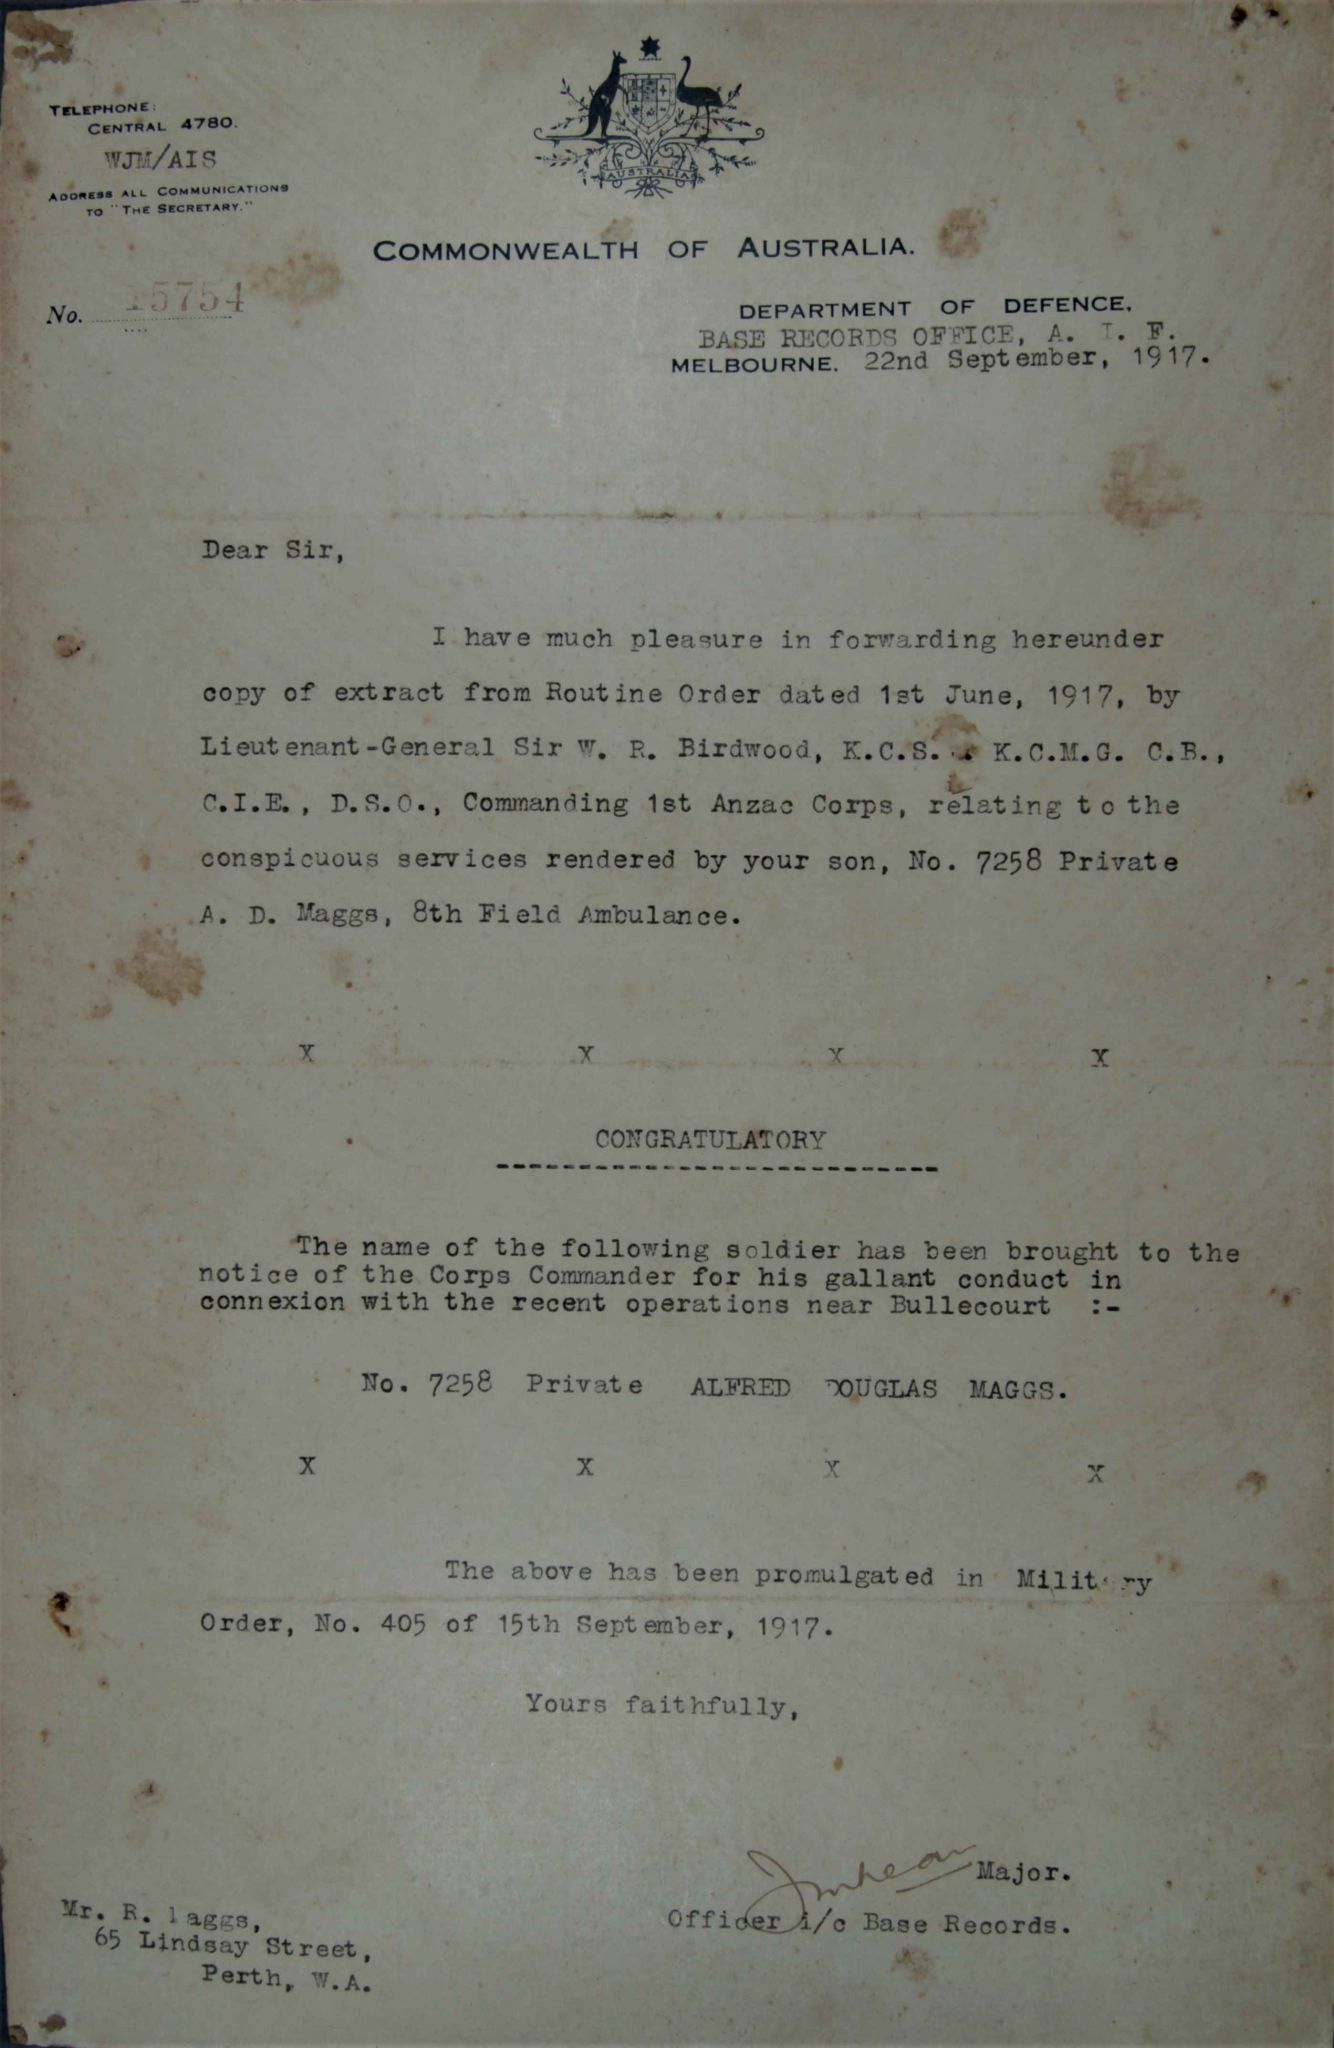 TELEPHONE:
CENTRAL 4780.
WJM/AIS
ADDRESS ALL COMMUNICATIONS
TO "THE SECRETARY."
AUSTRALIA
COMMONWEALTH OF AUSTRALIA.
No. 15754
DEPARTMENT OF DEFENCE,
BASE RECORDS OFFICE, A. I. F.
MELBOURNE. 22nd September, 1917.
Dear Sir,
I have much pleasure in forwarding hereunder
copy of extract from Routine Order dated 1st June, 1917, by
Lieutenant-General Sir W. R. Birdwood, K.C.S. K.C.M.G. C.B.,
C.I.E., D.S.O., Commanding 1st Anzac Corps, relating to the
conspicuous services rendered by your son, No. 7258 Private
A. D. Maggs, 8th Field Ambulance.
X X X X
CONGRATULATORY
The name of the following soldier has been brought to the
notice of the Corps Commander for his gallant conduct in
connexion with the recent operations near Bullecourt :-
No. 7258 Private ALFRED DOUGLAS MAGGS.
X X X X
The above has been promulgated in Military
Order, No. 405 of 15th September, 1917.
Yours faithfully,
Major.
Officer i/c Base Records.
Mr. R. Maggs,
65 Lindsay Street,
Perth, W.A.